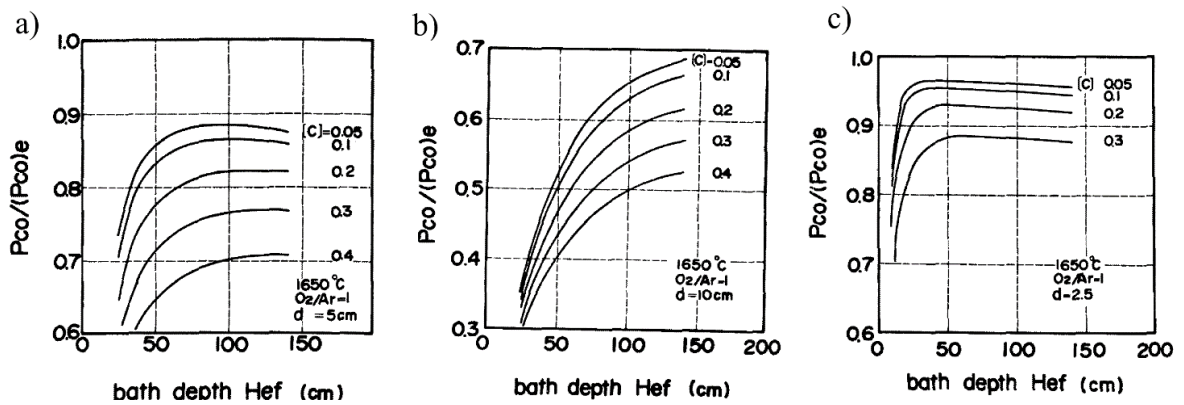 a)
1.0
0.9
0.8
0.7
0.6
Pco/(Pco)e
0
50
100
150
bath depth Hef (cm)
[C]=0.05
0.1
0.2
0.3
0.4
1650°C
O2/Ar=1
d =5cm
b)
0.7
0.6
0.5
0.4
0.3
Pco/(Pco)e
0
50
100
150
200
bath depth Hef (cm)
[C]=0.05
0.1
0.2
0.3
0.4
1650°C
O2/Ar=1
d=10cm
c)
1.0
0.9
0.8
0.7
0.6
Pco/(Pco)e
0
50
100
150
200
bath depth Hef (cm)
[C] 0.05
0.1
0.2
0.3
1650°C
O2/Ar=1
d=2.5